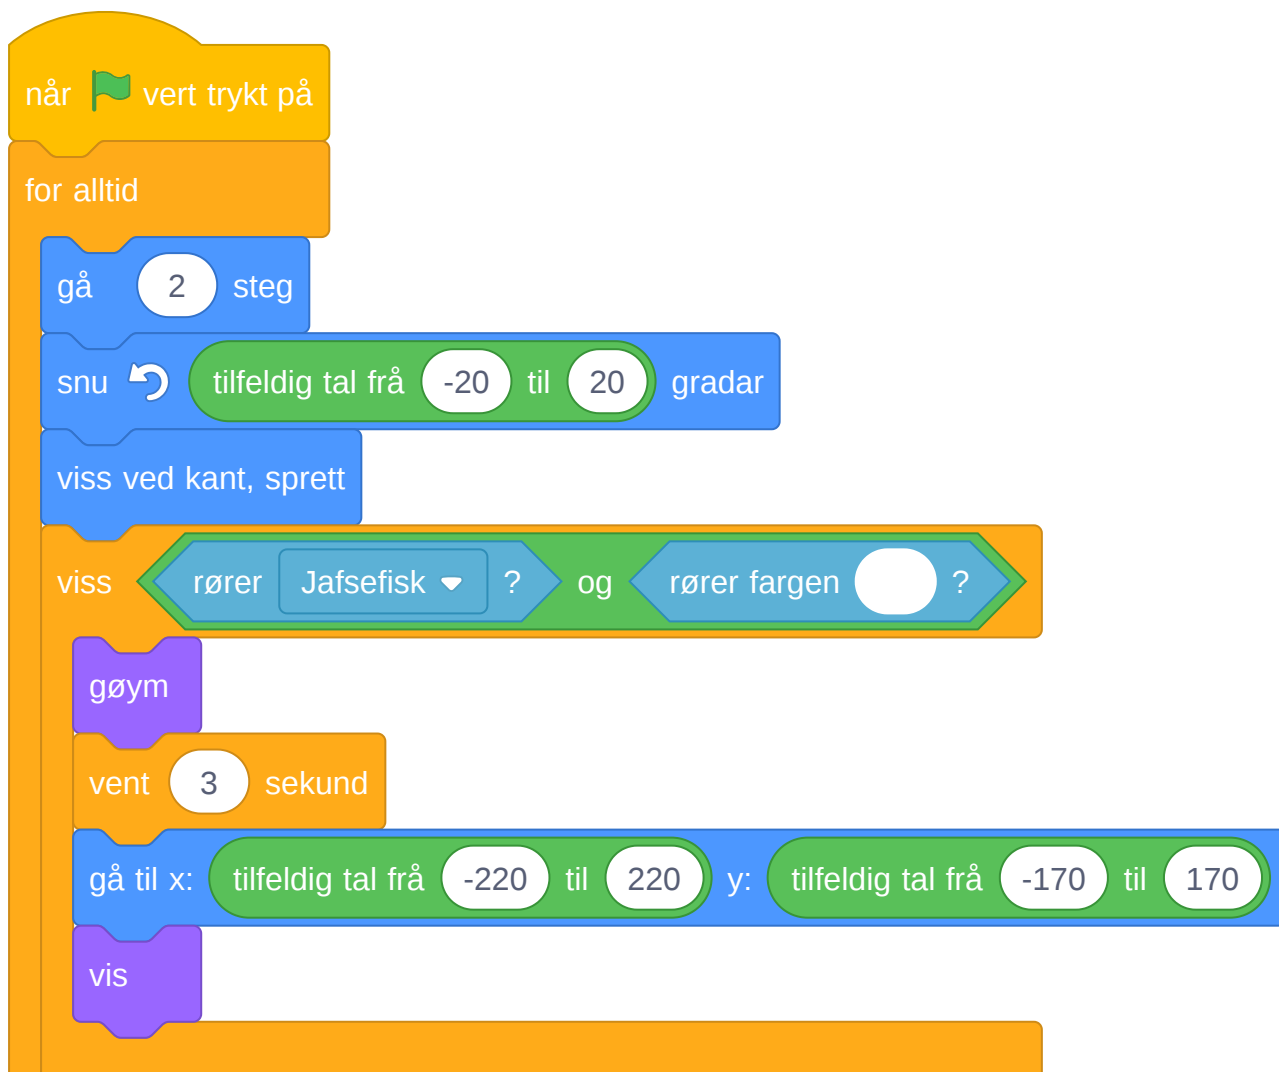 når vert trykt på
for alltid
gå 2 steg
snu tilfeldig tal frå -20 til 20 gradar
viss ved kant, sprett
viss rører Jafsefisk ? og rører fargen ?
gøym
vent 3 sekund
gå til x: tilfeldig tal frå -220 til 220 y: tilfeldig tal frå -170 til 170
vis